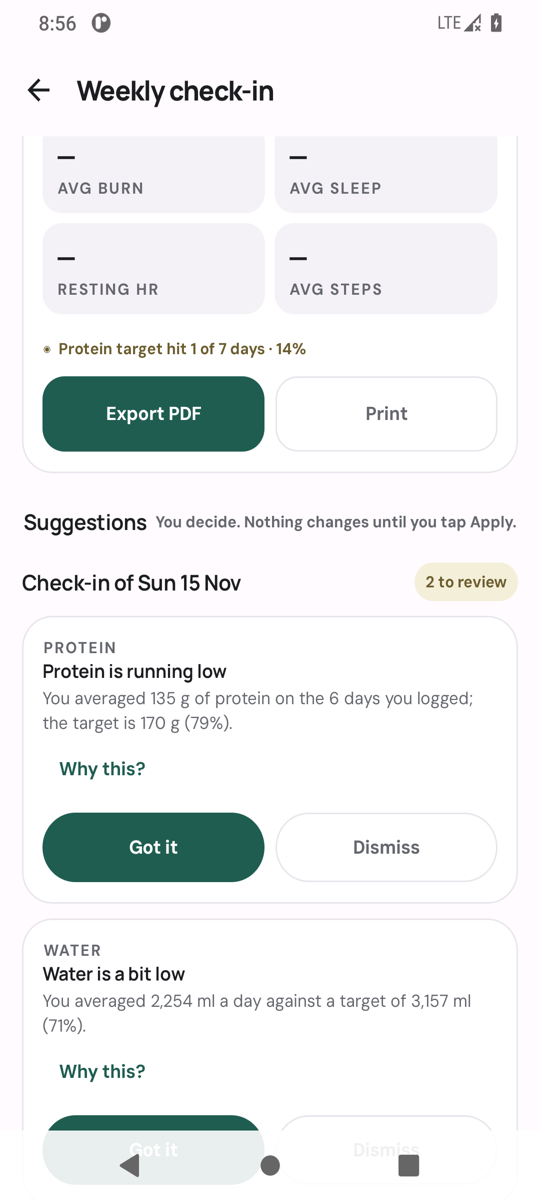 8:56
LTE
Weekly check-in
—
AVG BURN
—
AVG SLEEP
—
RESTING HR
—
AVG STEPS
Protein target hit 1 of 7 days · 14%
Export PDF
Print
Suggestions
You decide. Nothing changes until you tap Apply.
Check-in of Sun 15 Nov
2 to review
PROTEIN
Protein is running low
You averaged 135 g of protein on the 6 days you logged;
the target is 170 g (79%).
Why this?
Got it
Dismiss
WATER
Water is a bit low
You averaged 2,254 ml a day against a target of 3,157 ml
(71%).
Why this?
Got it
Dismiss